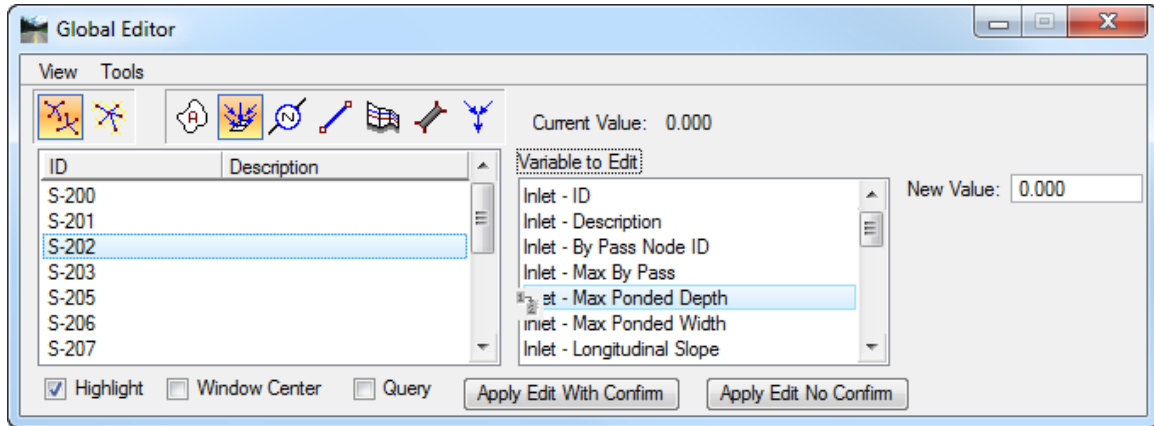 Global Editor
View Tools
Current Value: 0.000
ID Description
S-200
S-201
S-202
S-203
S-205
S-206
S-207
Variable to Edit
Inlet - ID
Inlet - Description
Inlet - By Pass Node ID
Inlet - Max By Pass
et - Max Ponded Depth
Inlet - Max Ponded Width
Inlet - Longitudinal Slope
New Value: 0.000
Highlight Window Center Query Apply Edit With Confirm Apply Edit No Confirm